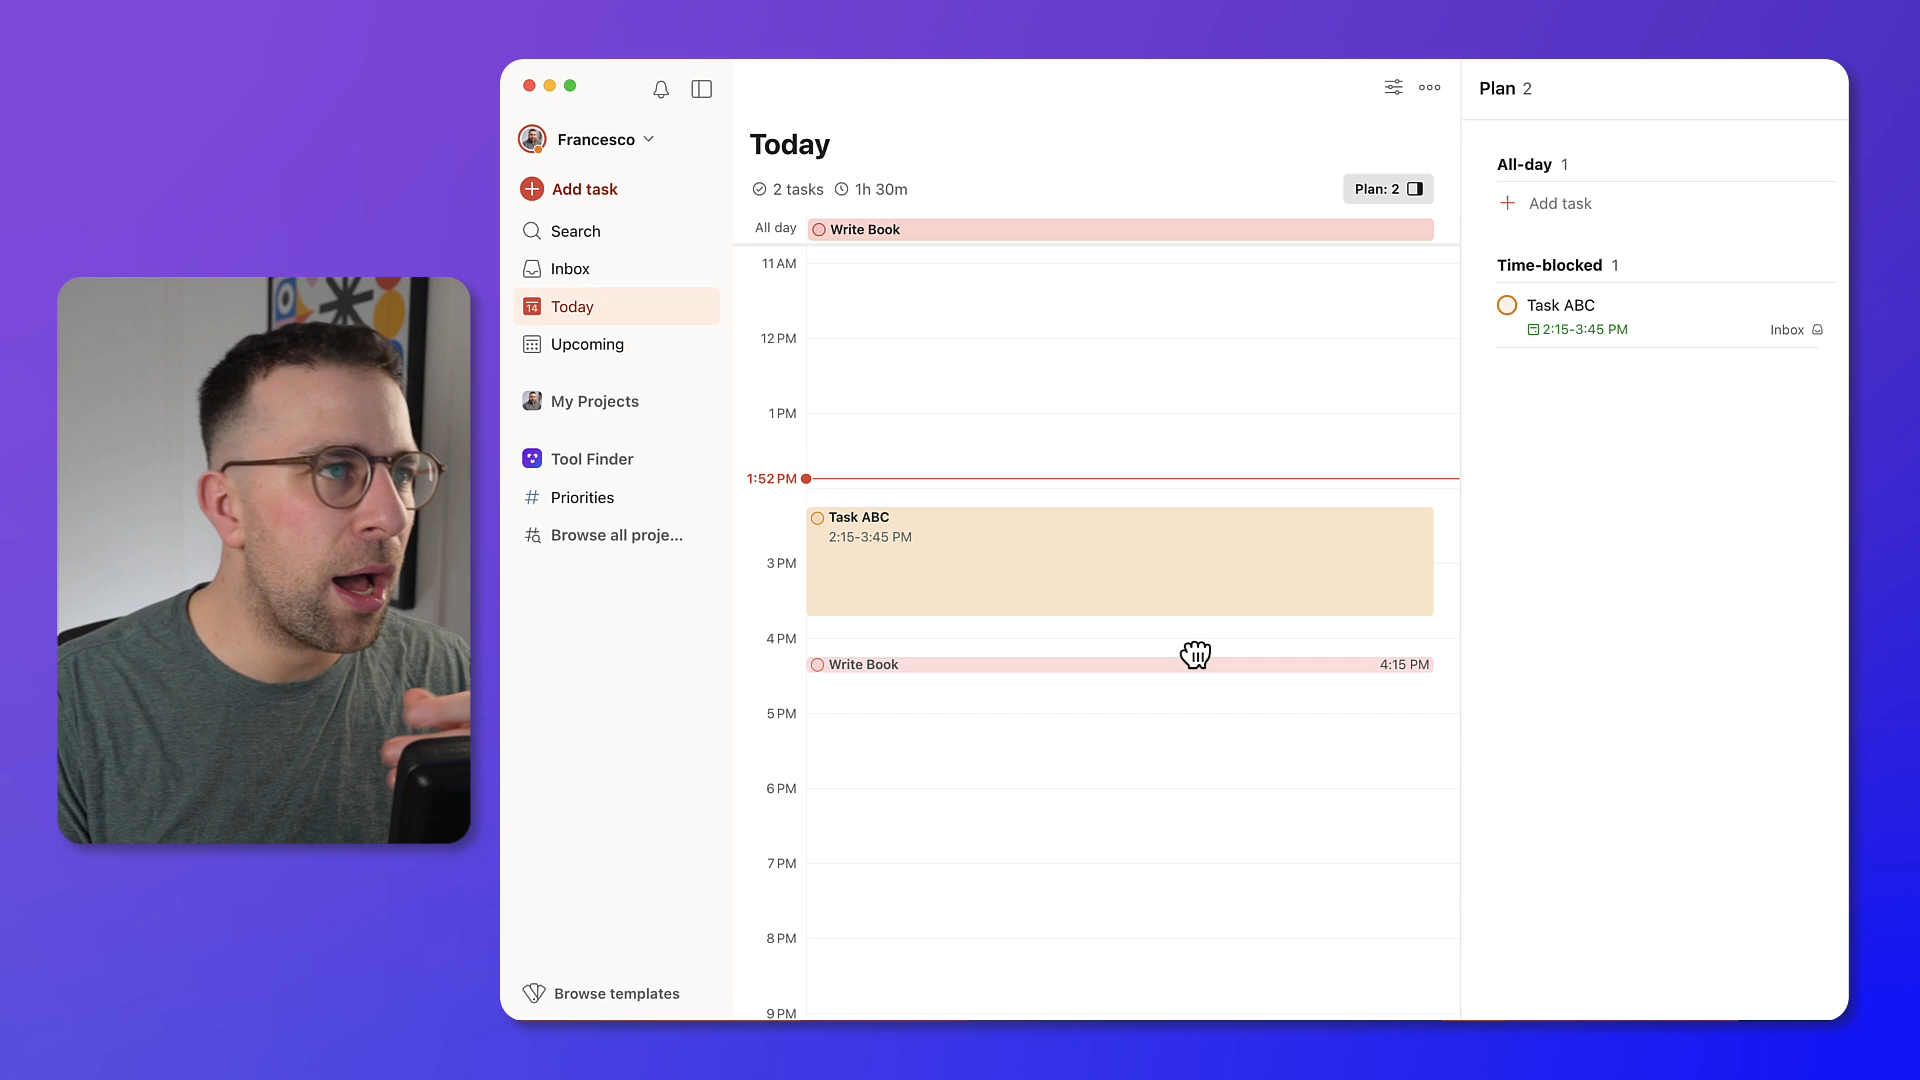 Francesco
Add task
Search
Inbox
14
Today
Upcoming
My Projects
Tool Finder
Priorities
Browse all proje...
Browse templates
Today
2 tasks 1h 30m
Plan: 2
All day
Write Book
11 AM
12 PM
1 PM
1:52 PM
Task ABC
2:15-3:45 PM
3 PM
4 PM
Write Book 4:15 PM
5 PM
6 PM
7 PM
8 PM
9 PM
Plan 2
All-day 1
Add task
Time-blocked 1
Task ABC
2:15-3:45 PM Inbox